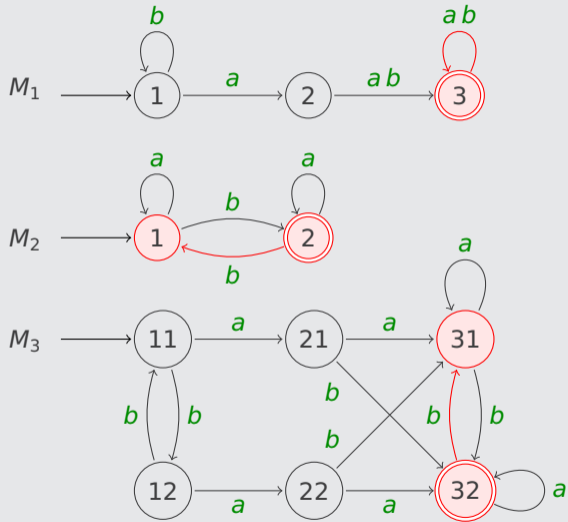 b
M₁ 1 a 2 a b 3 a b
a a
M₂ 1 b 2
b
a
M₃ 11 a 21 a 31
b b b b b b
12 a 22 a 32 a